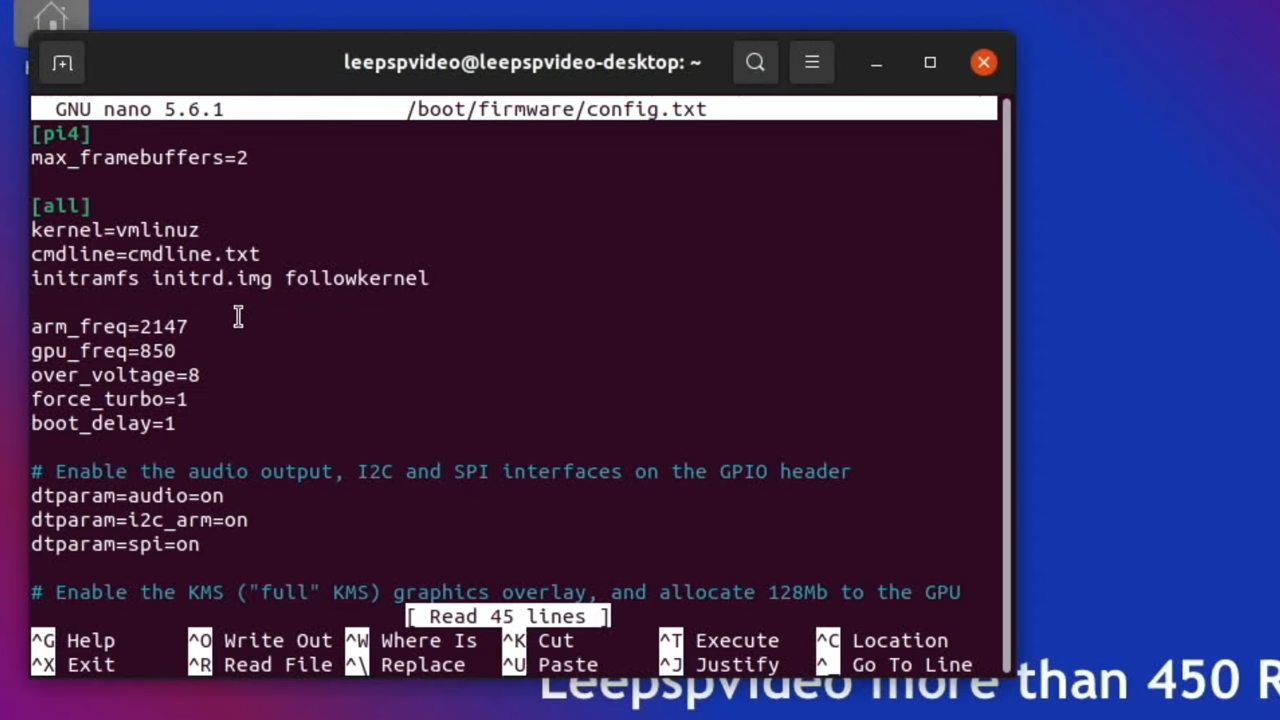 leepspvideo@leepspvideo-desktop: ~
GNU nano 5.6.1 /boot/firmware/config.txt
[pi4]
max_framebuffers=2
[all]
kernel=vmlinuz
cmdline=cmdline.txt
initramfs initrd.img followkernel
arm_freq=2147
gpu_freq=850
over_voltage=8
force_turbo=1
boot_delay=1
# Enable the audio output, I2C and SPI interfaces on the GPIO header
dtparam=audio=on
dtparam=i2c_arm=on
dtparam=spi=on
# Enable the KMS ("full" KMS) graphics overlay, and allocate 128Mb to the GPU
[ Read 45 lines ]
^G Help ^O Write Out ^W Where Is ^K Cut ^T Execute ^C Location
^X Exit ^R Read File ^\ Replace ^U Paste ^J Justify ^_ Go To Line
Leepspvideo more than 450 R